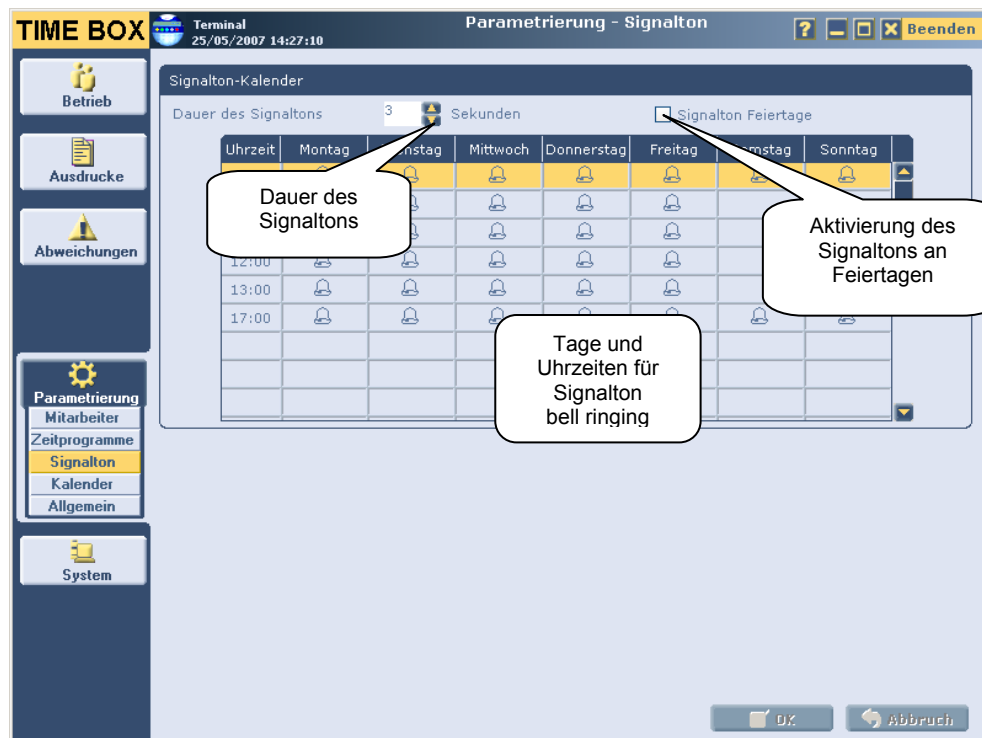 TIME BOX
Terminal
25/05/2007 14:27:10
Parametrierung - Signalton
?
Beenden
Betrieb
Ausdrucke
Abweichungen
Parametrierung
Mitarbeiter
Zeitprogramme
Signalton
Kalender
Allgemein
System
Signalton-Kalender
Dauer des Signaltons 3 Sekunden Signalton Feiertage
Uhrzeit Montag Mittwoch Donnerstag Freitag Sonntag
12:00
13:00
17:00
Dauer des
Signaltons
Aktivierung des
Signaltons an
Feiertagen
Tage und
Uhrzeiten für
Signalton
bell ringing
OK
Abbruch